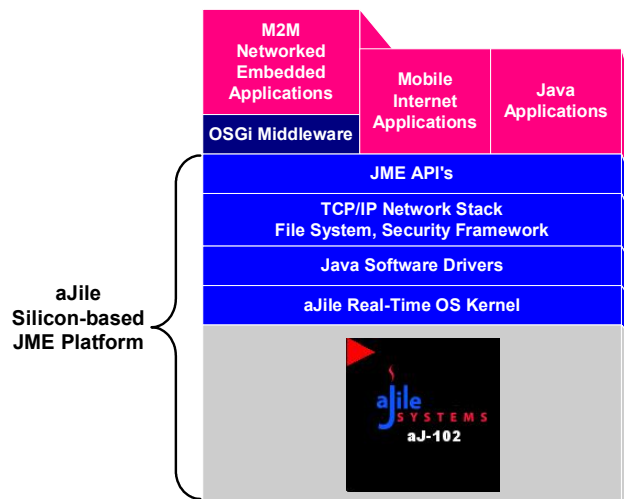 M2M
Networked
Embedded
Applications
Mobile
Internet
Applications
Java
Applications
OSGi Middleware
JME API's
TCP/IP Network Stack
File System, Security Framework
Java Software Drivers
aJile Real-Time OS Kernel
aJile
Silicon-based
JME Platform
aJile
SYSTEMS
aJ-102